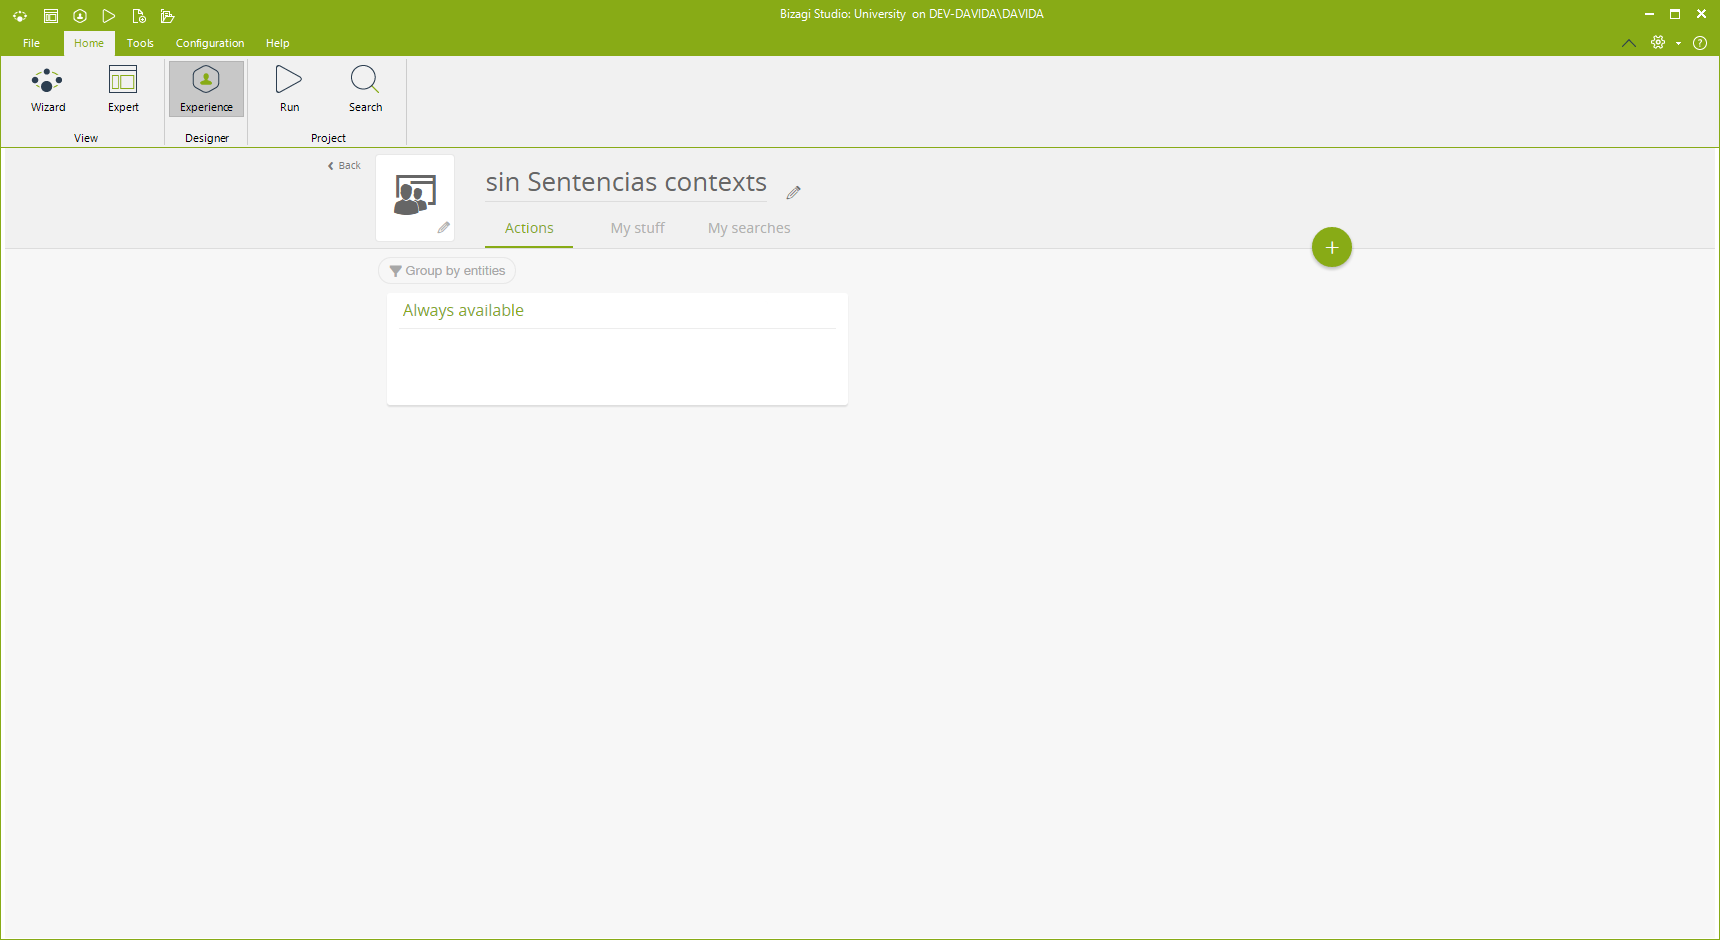 Bizagi Studio: University on DEV-DAVIDA\DAVIDA
File Home Tools Configuration Help
Wizard Expert Experience Run Search
View Designer Project
Back
sin Sentencias contexts
Actions My stuff My searches
Group by entities
Always available